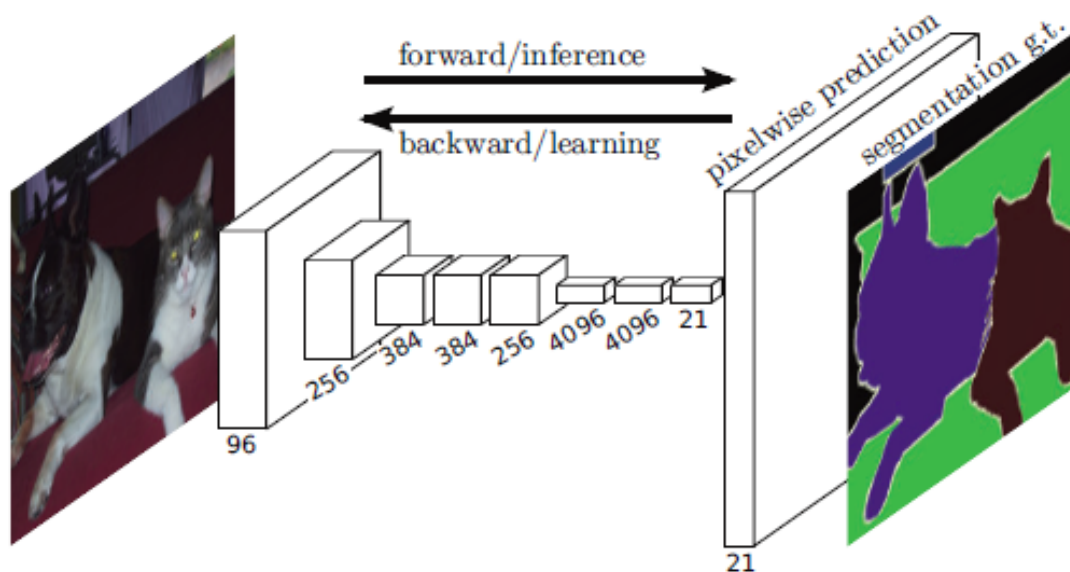 forward/inference
backward/learning
pixelwise prediction
segmentation g.t.
96
256
384
384
256
4096
4096
21
21